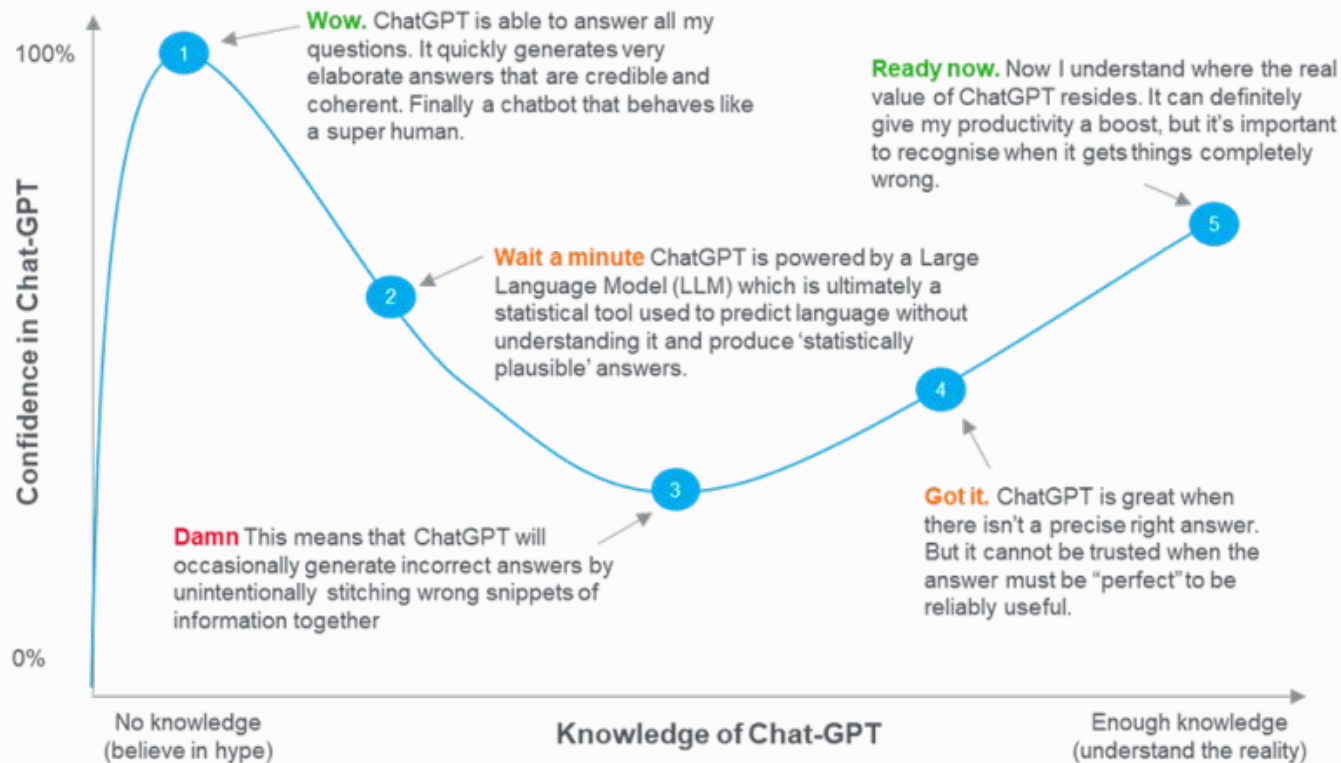 100%
1
Wow. ChatGPT is able to answer all my
questions. It quickly generates very
elaborate answers that are credible and
coherent. Finally a chatbot that behaves like
a super human.
Ready now. Now I understand where the real
value of ChatGPT resides. It can definitely
give my productivity a boost, but it's important
to recognise when it gets things completely
wrong.
5
Confidence in Chat-GPT
2
Wait a minute ChatGPT is powered by a Large
Language Model (LLM) which is ultimately a
statistical tool used to predict language without
understanding it and produce ‘statistically
plausible’ answers.
4
3
Damn This means that ChatGPT will
occasionally generate incorrect answers by
unintentionally stitching wrong snippets of
information together
Got it. ChatGPT is great when
there isn't a precise right answer.
But it cannot be trusted when the
answer must be “perfect” to be
reliably useful.
0%
No knowledge
(believe in hype)
Knowledge of Chat-GPT
Enough knowledge
(understand the reality)